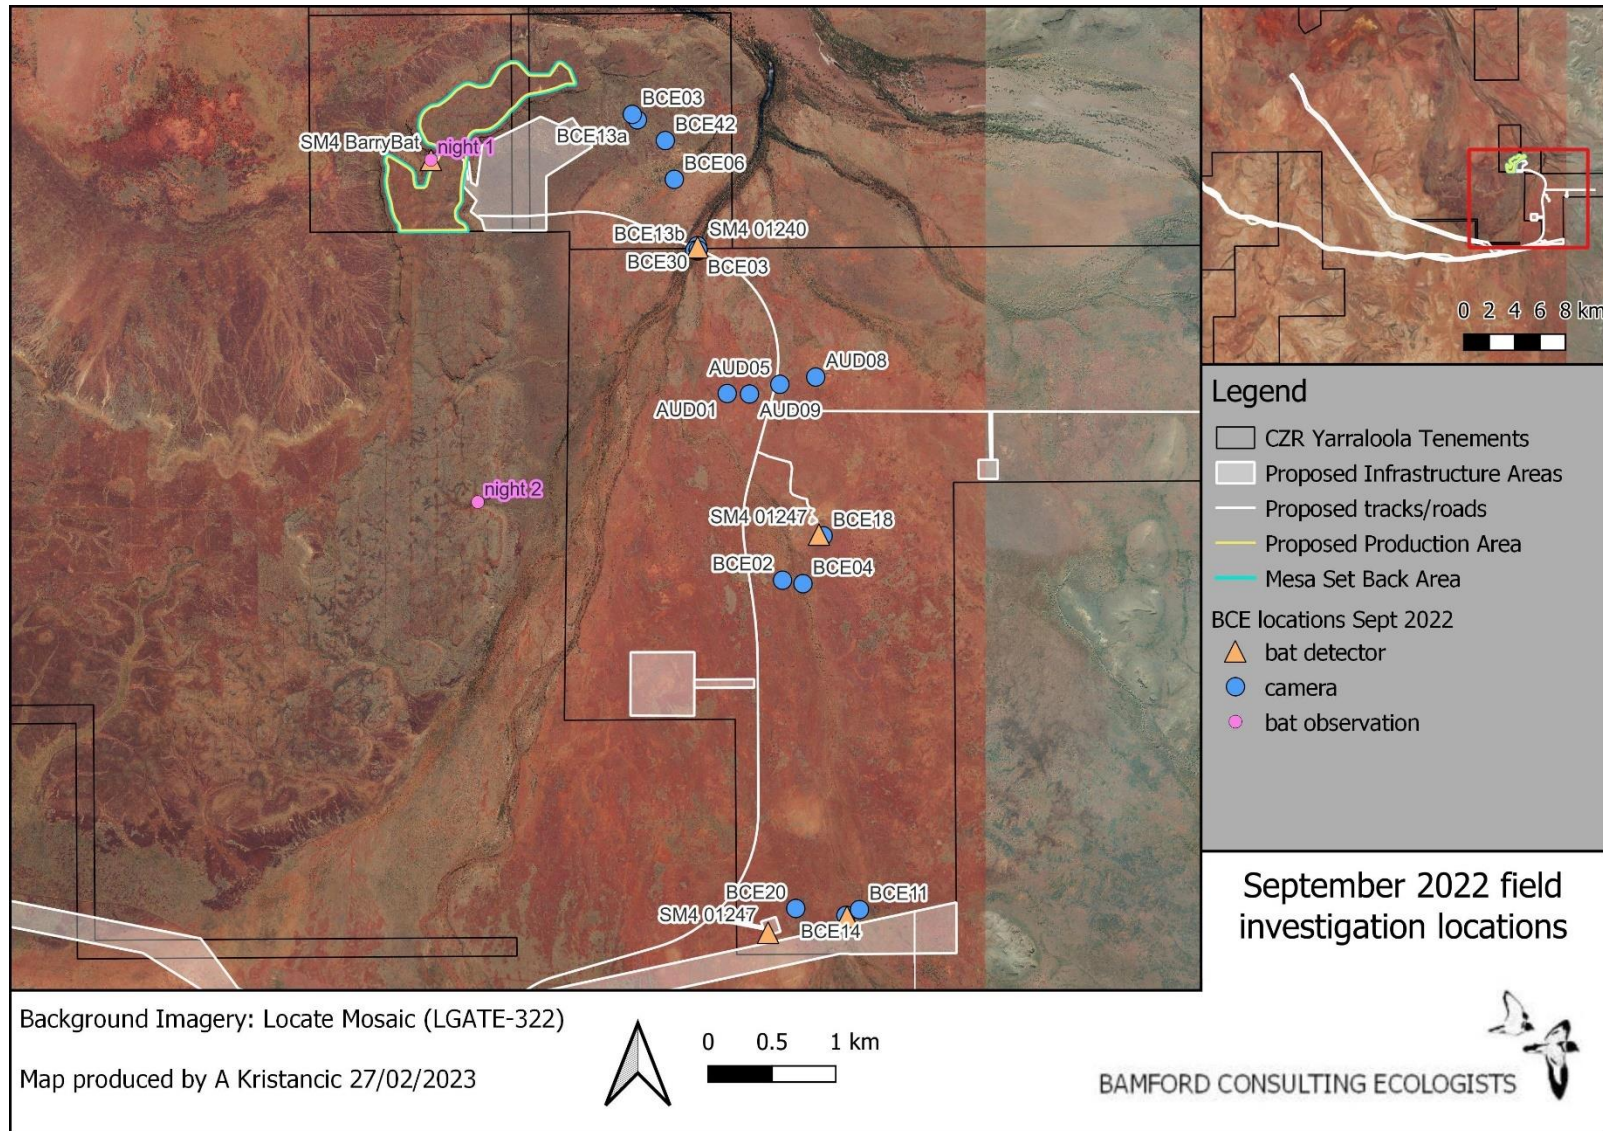 BCE03
BCE13a
BCE42
SM4 BarryBat
night 1
BCE06
BCE13b
SM4 01240
BCE30
BCE03
AUD05
AUD08
AUD01
AUD09
night 2
SM4 01247
BCE18
BCE02
BCE04
BCE20
BCE11
SM4 01247
BCE14
0 2 4 6 8 km
Legend
CZR Yarraloola Tenements
Proposed Infrastructure Areas
Proposed tracks/roads
Proposed Production Area
Mesa Set Back Area
BCE locations Sept 2022
bat detector
camera
bat observation
September 2022 field
investigation locations
Background Imagery: Locate Mosaic (LGATE-322)
Map produced by A Kristancic 27/02/2023
0 0.5 1 km
BAMFORD CONSULTING ECOLOGISTS